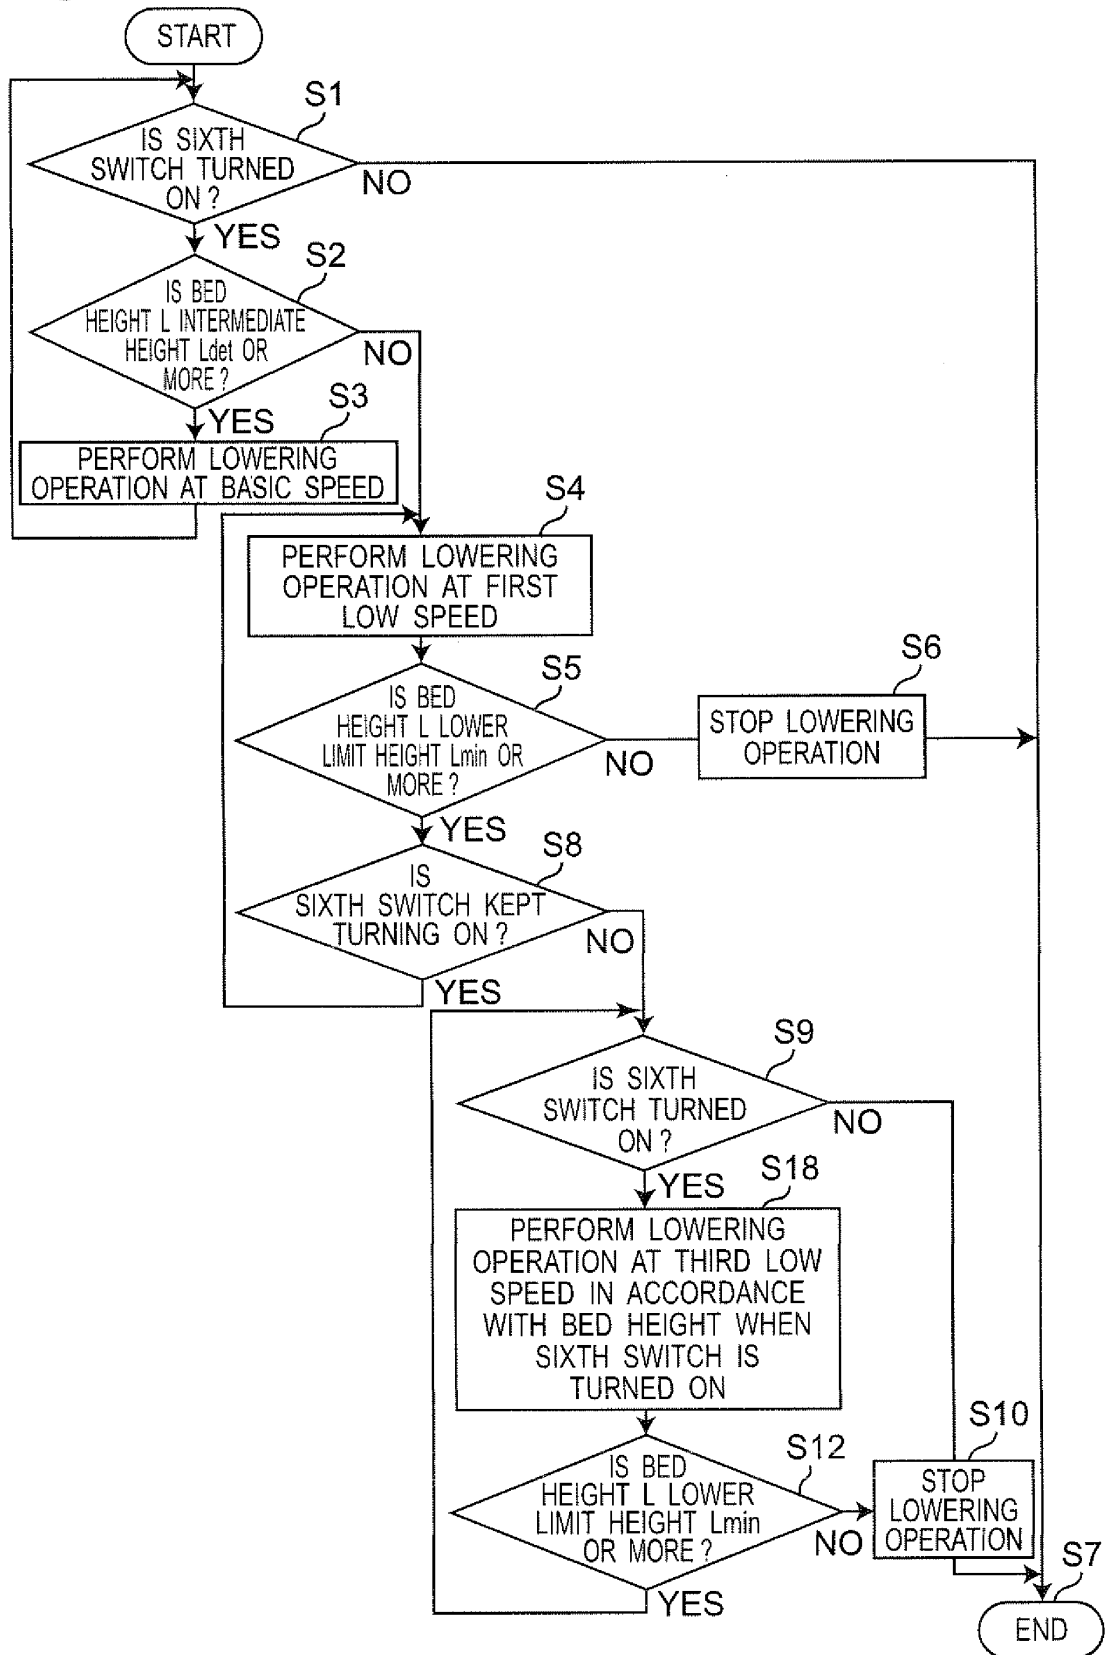 START
S1
IS SIXTH
SWITCH TURNED
ON ?
NO
YES
S2
IS BED
HEIGHT L INTERMEDIATE
HEIGHT Ldet OR
MORE ?
NO
YES
S3
PERFORM LOWERING
OPERATION AT BASIC SPEED
S4
PERFORM LOWERING
OPERATION AT FIRST
LOW SPEED
S5
IS BED
HEIGHT L LOWER
LIMIT HEIGHT Lmin OR
MORE ?
NO
S6
STOP LOWERING
OPERATION
YES
S8
IS
SIXTH SWITCH KEPT
TURNING ON ?
NO
YES
S9
IS SIXTH
SWITCH TURNED
ON ?
NO
YES
S18
PERFORM LOWERING
OPERATION AT THIRD LOW
SPEED IN ACCORDANCE
WITH BED HEIGHT WHEN
SIXTH SWITCH IS
TURNED ON
S12
IS BED
HEIGHT L LOWER
LIMIT HEIGHT Lmin
OR MORE ?
NO
YES
S10
STOP
LOWERING
OPERATION
S7
END